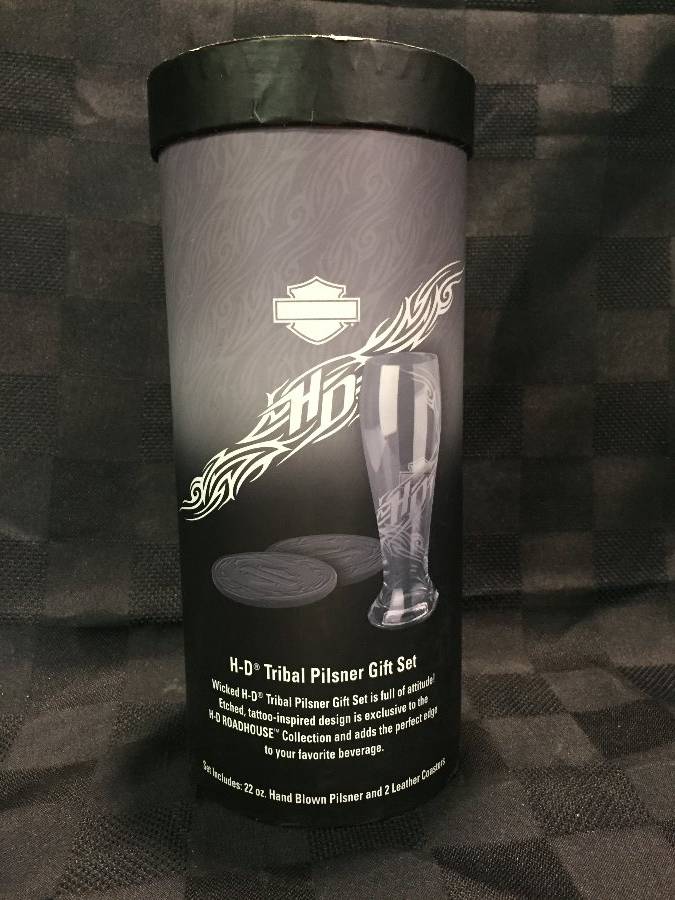 HD
H-D® Tribal Pilsner Gift Set
Wicked H-D® Tribal Pilsner Gift Set is full of attitude!
Etched, tattoo-inspired design is exclusive to the
H-D ROADHOUSE™ Collection and adds the perfect edge
to your favorite beverage.
Set Includes: 22 oz. Hand Blown Pilsner and 2 Leather Coasters